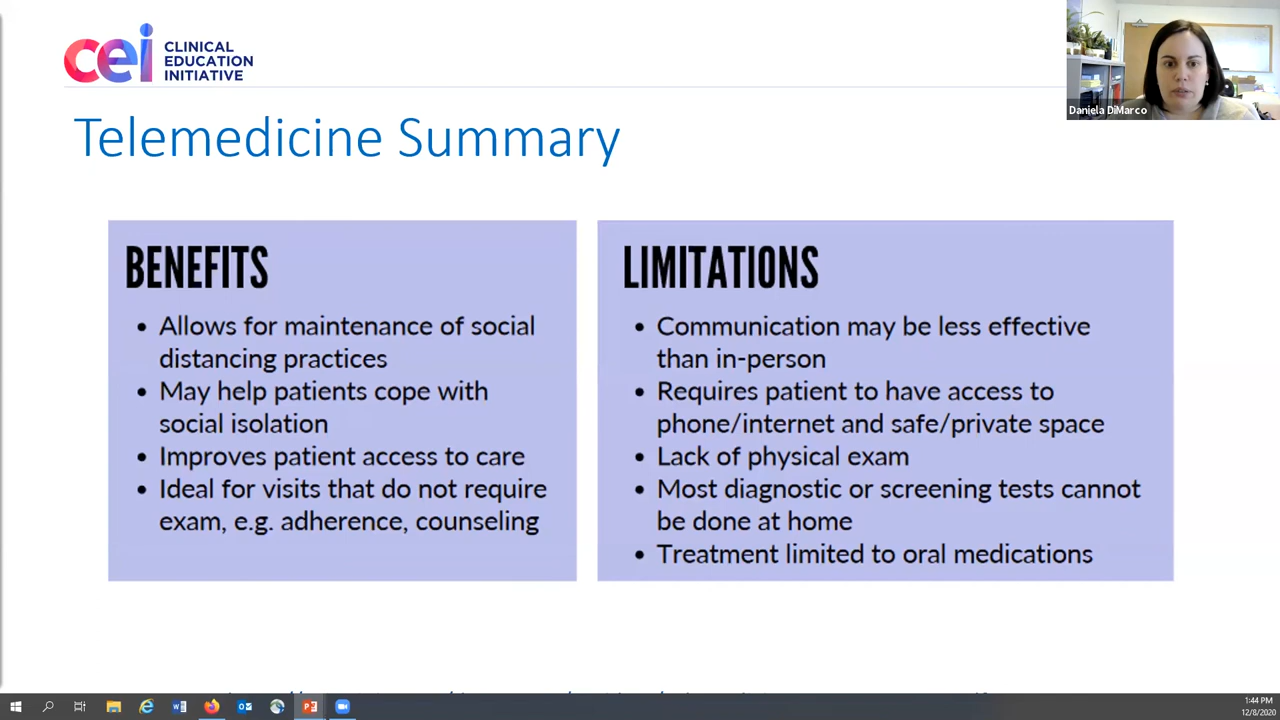 cei CLINICAL
EDUCATION
INITIATIVE
Daniela DiMarco
Telemedicine Summary
BENEFITS
• Allows for maintenance of social
distancing practices
• May help patients cope with
social isolation
• Improves patient access to care
• Ideal for visits that do not require
exam, e.g. adherence, counseling
LIMITATIONS
• Communication may be less effective
than in-person
• Requires patient to have access to
phone/internet and safe/private space
• Lack of physical exam
• Most diagnostic or screening tests cannot
be done at home
• Treatment limited to oral medications
1:44 PM
12/8/2020